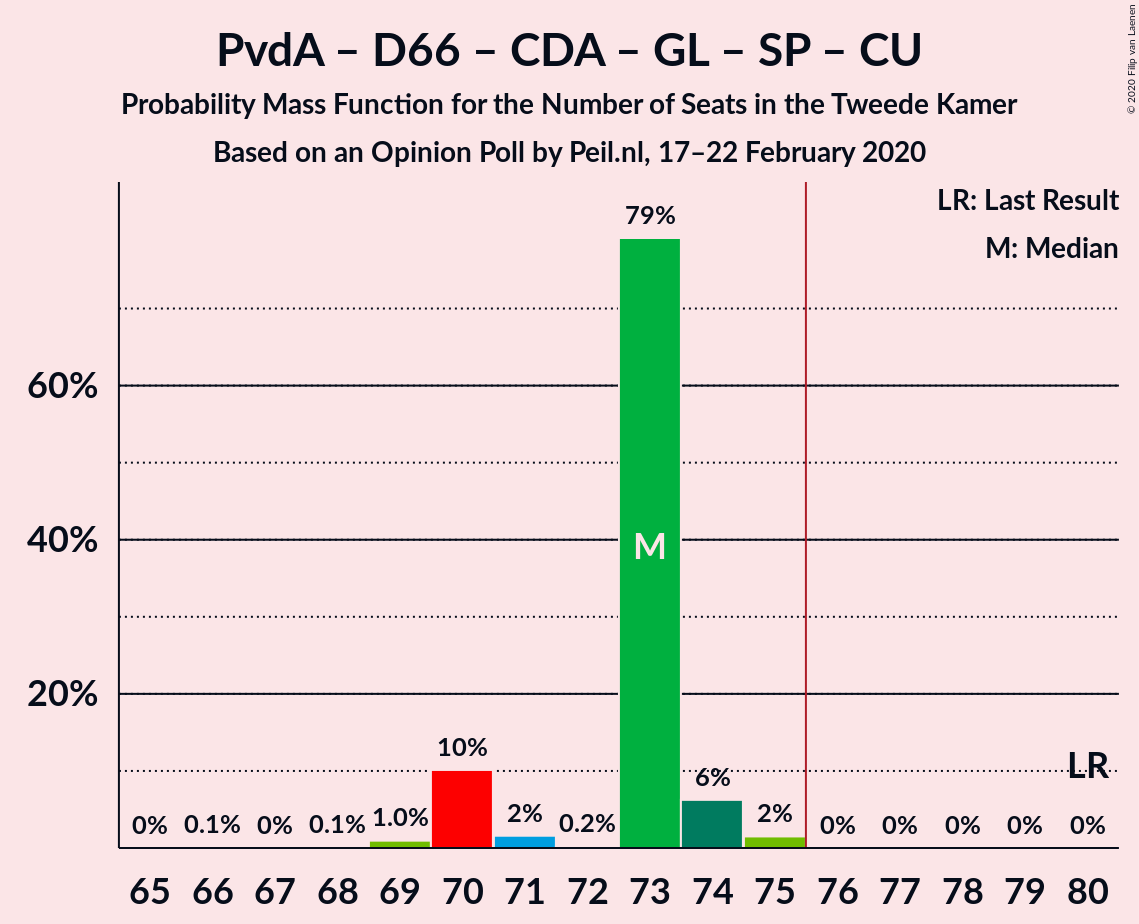 PvdA – D66 – CDA – GL – SP – CU
Probability Mass Function for the Number of Seats in the Tweede Kamer
Based on an Opinion Poll by Peil.nl, 17–22 February 2020
© 2020 Filip van Laenen
LR: Last Result
M: Median
60%
40%
20%
0% 0.1% 0% 0.1% 1.0% 10% 2% 0.2% 79% 6% 2% 0% 0% 0% 0% 0%
M
LR
65 66 67 68 69 70 71 72 73 74 75 76 77 78 79 80